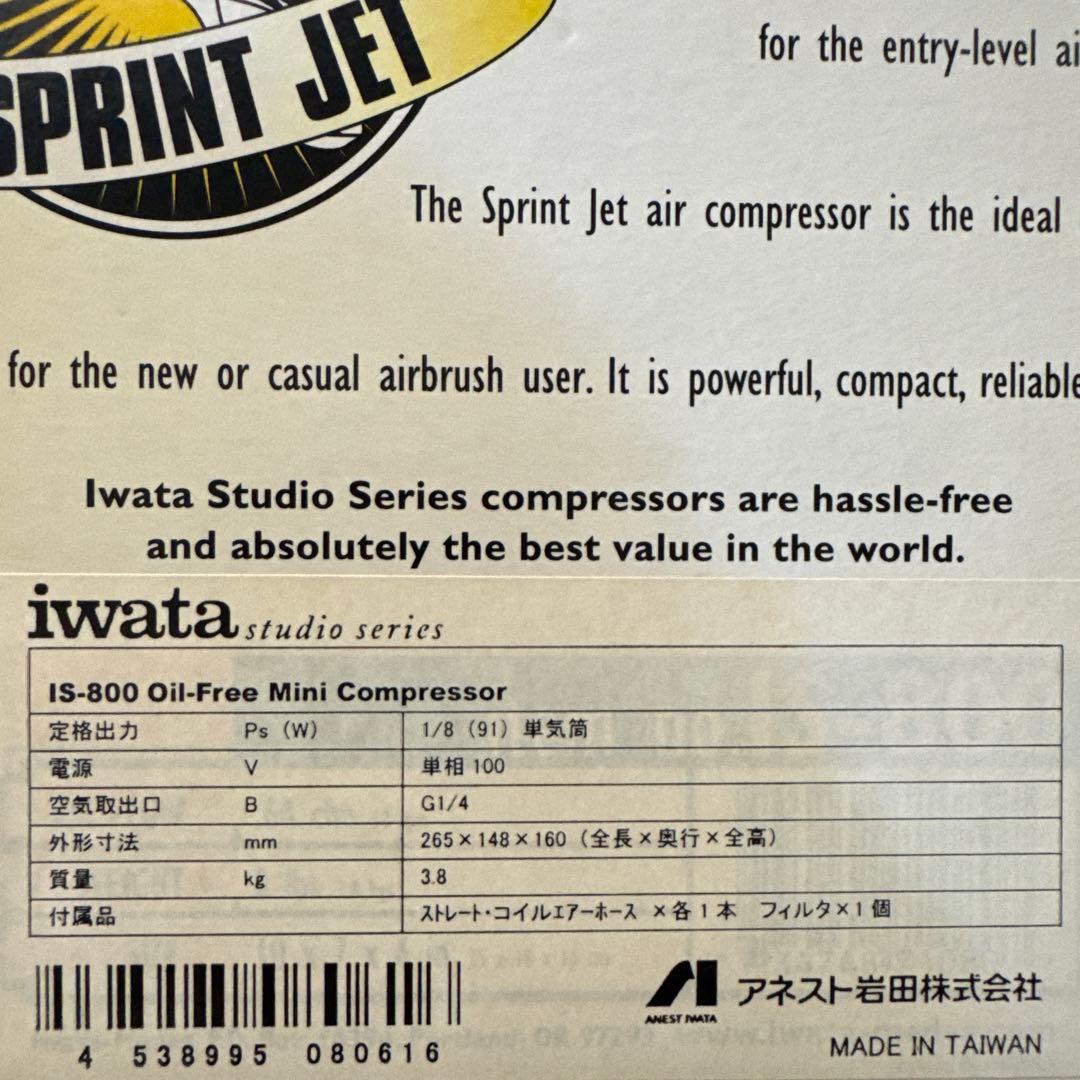 SPRINT JET
for the entry-level
The Sprint Jet air compressor is the ideal
for the new or casual airbrush user. It is powerful, compact, reliable
Iwata Studio Series compressors are hassle-free
and absolutely the best value in the world.
iwata studio series
IS-800 Oil-Free Mini Compressor
定格出力 Ps（W） 1/8（91）単気筒
電源 V 単相100
空気取出口 B G1/4
外形寸法 mm 265×148×160（全長×奥行×全高）
質量 kg 3.8
付属品 ストレート・コイルエアーホース ×各1本 フィルタ×1個
4 538995 080616
ANEST IWATA アネスト岩田株式会社
MADE IN TAIWAN